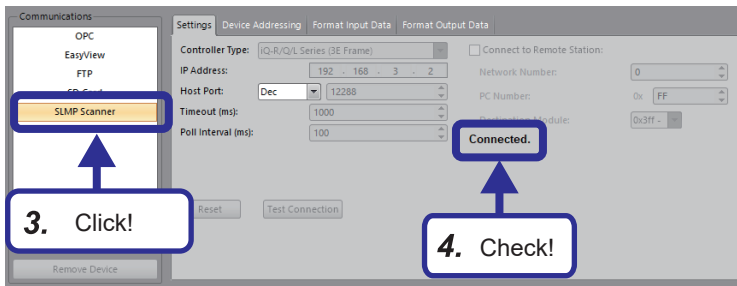 Communications
OPC
EasyView
FTP
SLMP Scanner
Remove Device
Settings Device Addressing Format Input Data Format Output Data
Controller Type: iQ-R/Q/L Series (3E Frame)
IP Address: 192 . 168 . 3 . 2
Host Port: Dec 12288
Timeout (ms): 1000
Poll Interval (ms): 100
Connect to Remote Station:
Network Number: 0
PC Number: 0x FF
Destination Module: 0x3ff -
Connected.
Reset Test Connection
3. Click!
4. Check!